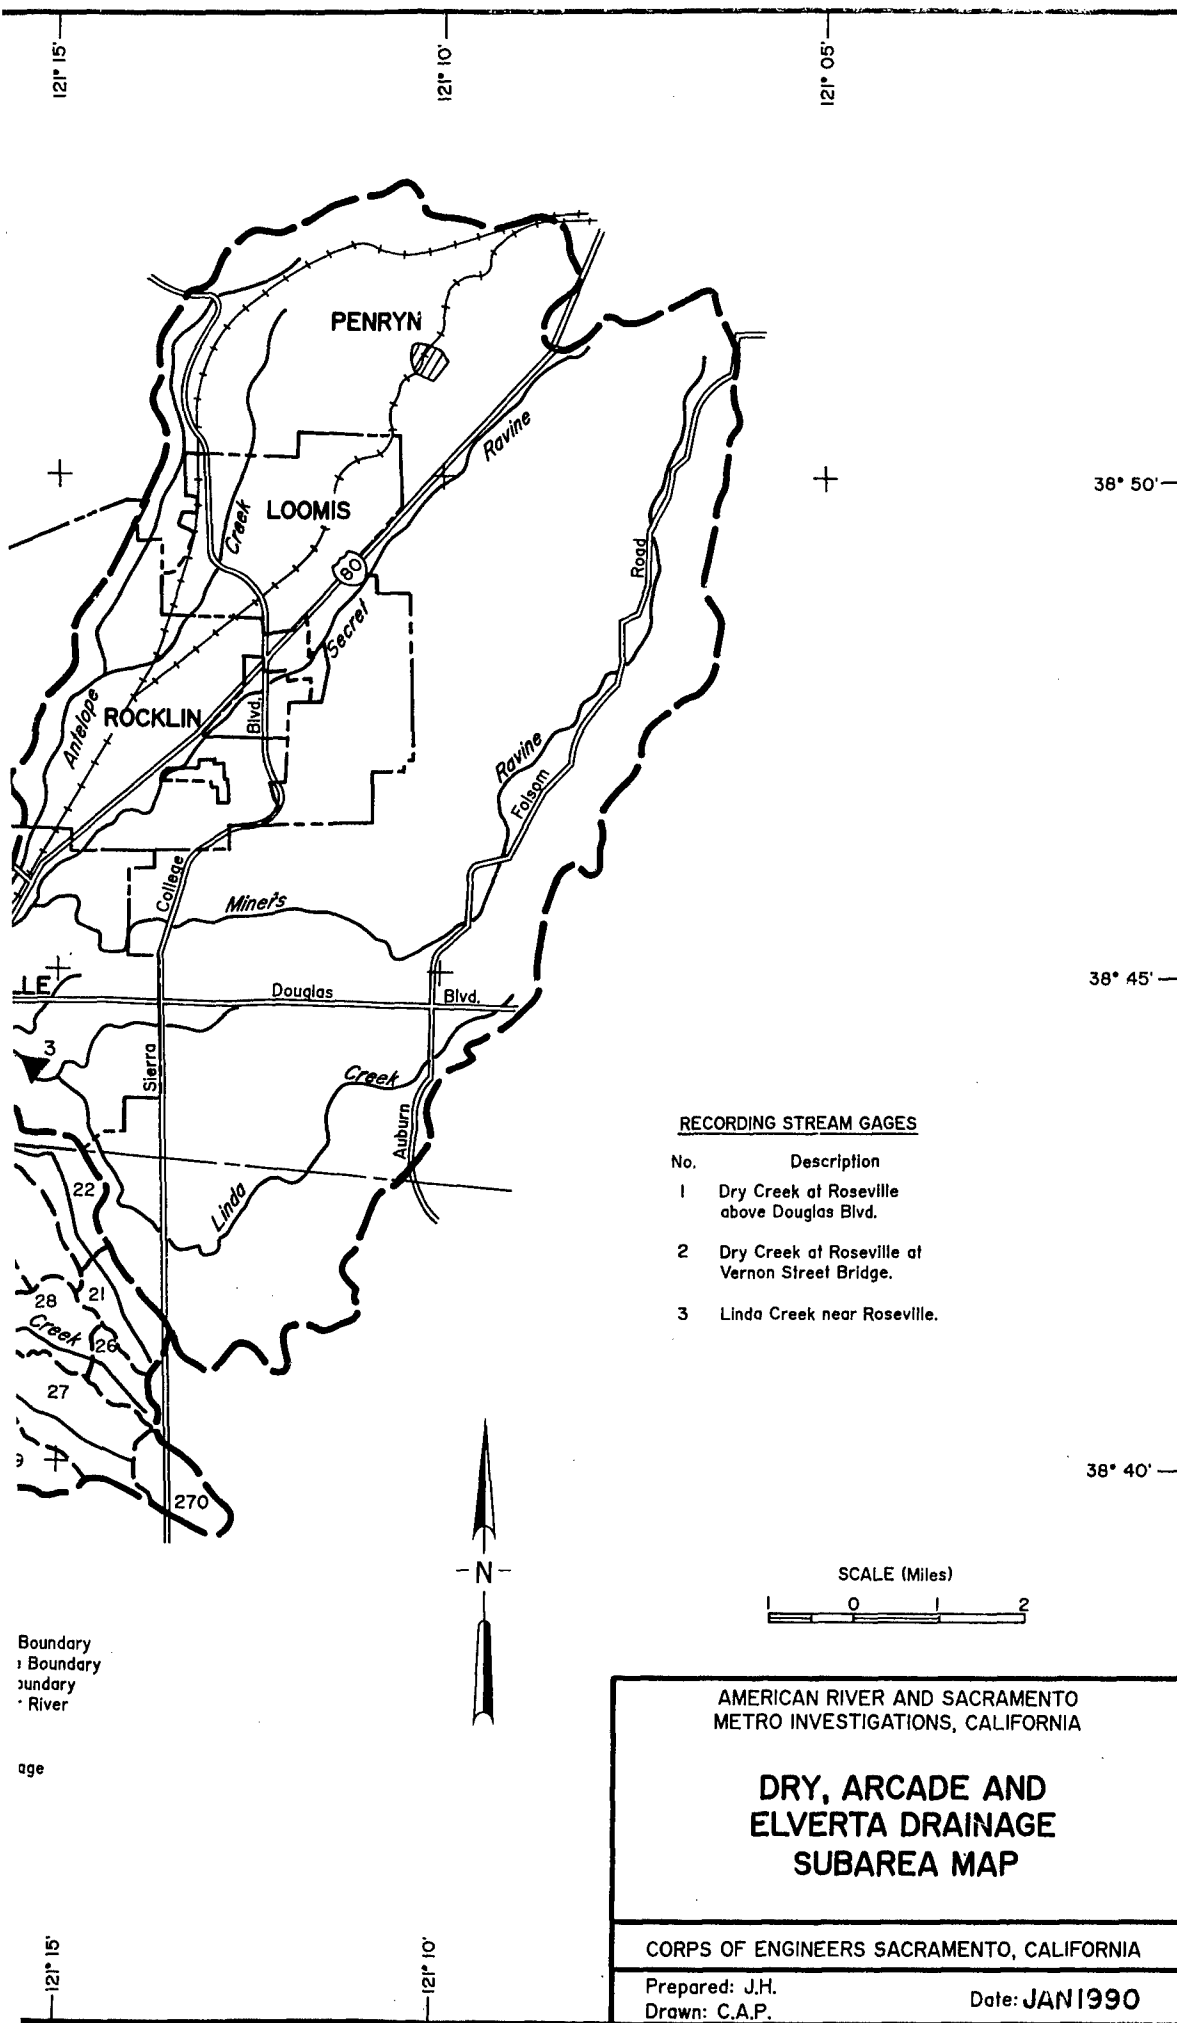 121° 15'
121° 10'
121° 05'
PENRYN
Ravine
38° 50'
LOOMIS
Creek
Road
80
Secret
Antelope
ROCKLIN
Blvd.
Ravine
Folsom
College
Miner's
38° 45'
LLE
Douglas
Blvd.
3
Sierra
Creek
Auburn
RECORDING STREAM GAGES
No. Description
1 Dry Creek at Roseville
above Douglas Blvd.
2 Dry Creek at Roseville at
Vernon Street Bridge.
3 Linda Creek near Roseville.
22
Linda
28
21
Creek
26
27
9
38° 40'
270
N
SCALE (Miles)
1 0 1 2
Boundary
Boundary
oundary
River
age
AMERICAN RIVER AND SACRAMENTO
METRO INVESTIGATIONS, CALIFORNIA
DRY, ARCADE AND
ELVERTA DRAINAGE
SUBAREA MAP
CORPS OF ENGINEERS SACRAMENTO, CALIFORNIA
Prepared: J.H.
Drawn: C.A.P.
Date: JAN 1990
121° 15'
121° 10'